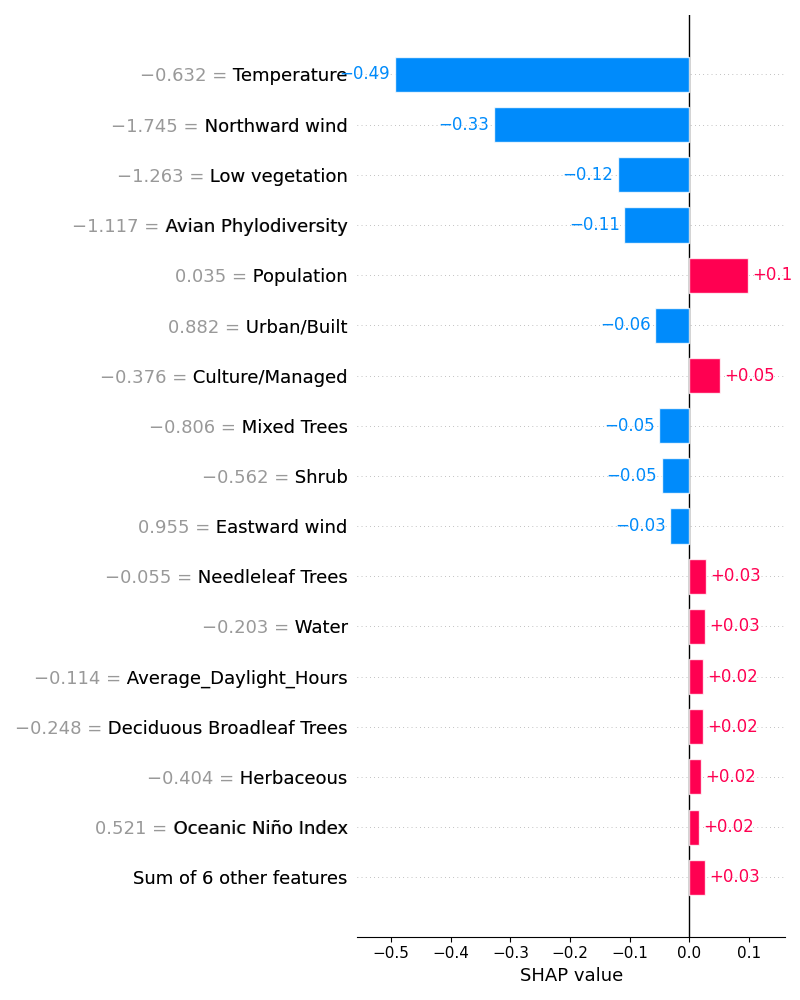 −0.632 = Temperature −0.49
−1.745 = Northward wind −0.33
−1.263 = Low vegetation −0.12
−1.117 = Avian Phylodiversity −0.11
0.035 = Population +0.1
0.882 = Urban/Built −0.06
−0.376 = Culture/Managed +0.05
−0.806 = Mixed Trees −0.05
−0.562 = Shrub −0.05
0.955 = Eastward wind −0.03
−0.055 = Needleleaf Trees +0.03
−0.203 = Water +0.03
−0.114 = Average_Daylight_Hours +0.02
−0.248 = Deciduous Broadleaf Trees +0.02
−0.404 = Herbaceous +0.02
0.521 = Oceanic Niño Index +0.02
Sum of 6 other features +0.03
−0.5 −0.4 −0.3 −0.2 −0.1 0.0 0.1
SHAP value